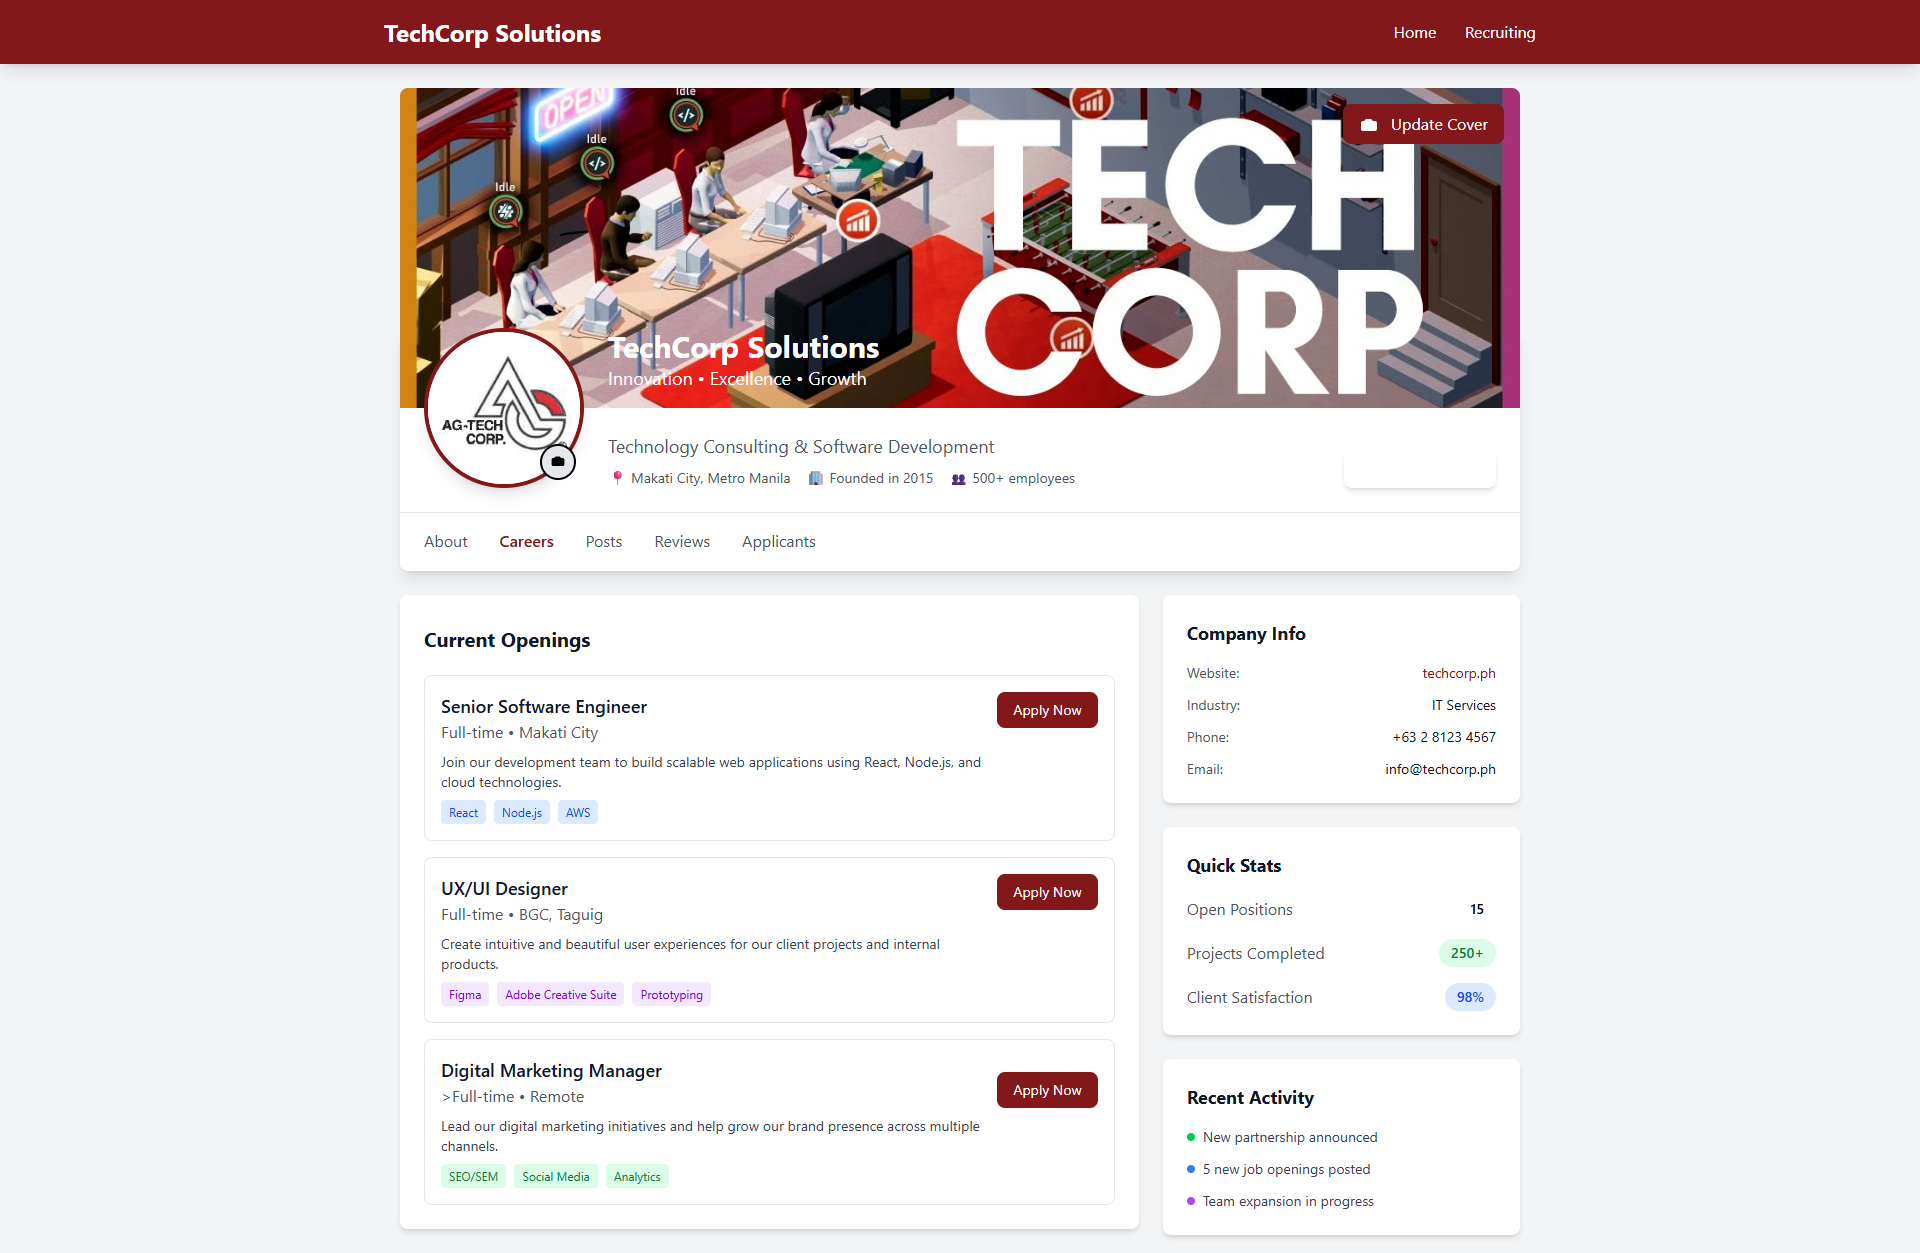 TechCorp Solutions
Home
Recruiting
OPEN
Idle
Idle
Idle
Update Cover
TECH
CORP
TechCorp Solutions
Innovation • Excellence • Growth
AG-TECH
CORP.
Technology Consulting & Software Development
📍 Makati City, Metro Manila
🏢 Founded in 2015
👥 500+ employees
About
Careers
Posts
Reviews
Applicants
Current Openings
Senior Software Engineer
Full-time • Makati City
Join our development team to build scalable web applications using React, Node.js, and
cloud technologies.
React
Node.js
AWS
Apply Now
UX/UI Designer
Full-time • BGC, Taguig
Create intuitive and beautiful user experiences for our client projects and internal
products.
Figma
Adobe Creative Suite
Prototyping
Apply Now
Digital Marketing Manager
>Full-time • Remote
Lead our digital marketing initiatives and help grow our brand presence across multiple
channels.
SEO/SEM
Social Media
Analytics
Apply Now
Company Info
Website: techcorp.ph
Industry: IT Services
Phone: +63 2 8123 4567
Email: info@techcorp.ph
Quick Stats
Open Positions 15
Projects Completed 250+
Client Satisfaction 98%
Recent Activity
New partnership announced
5 new job openings posted
Team expansion in progress